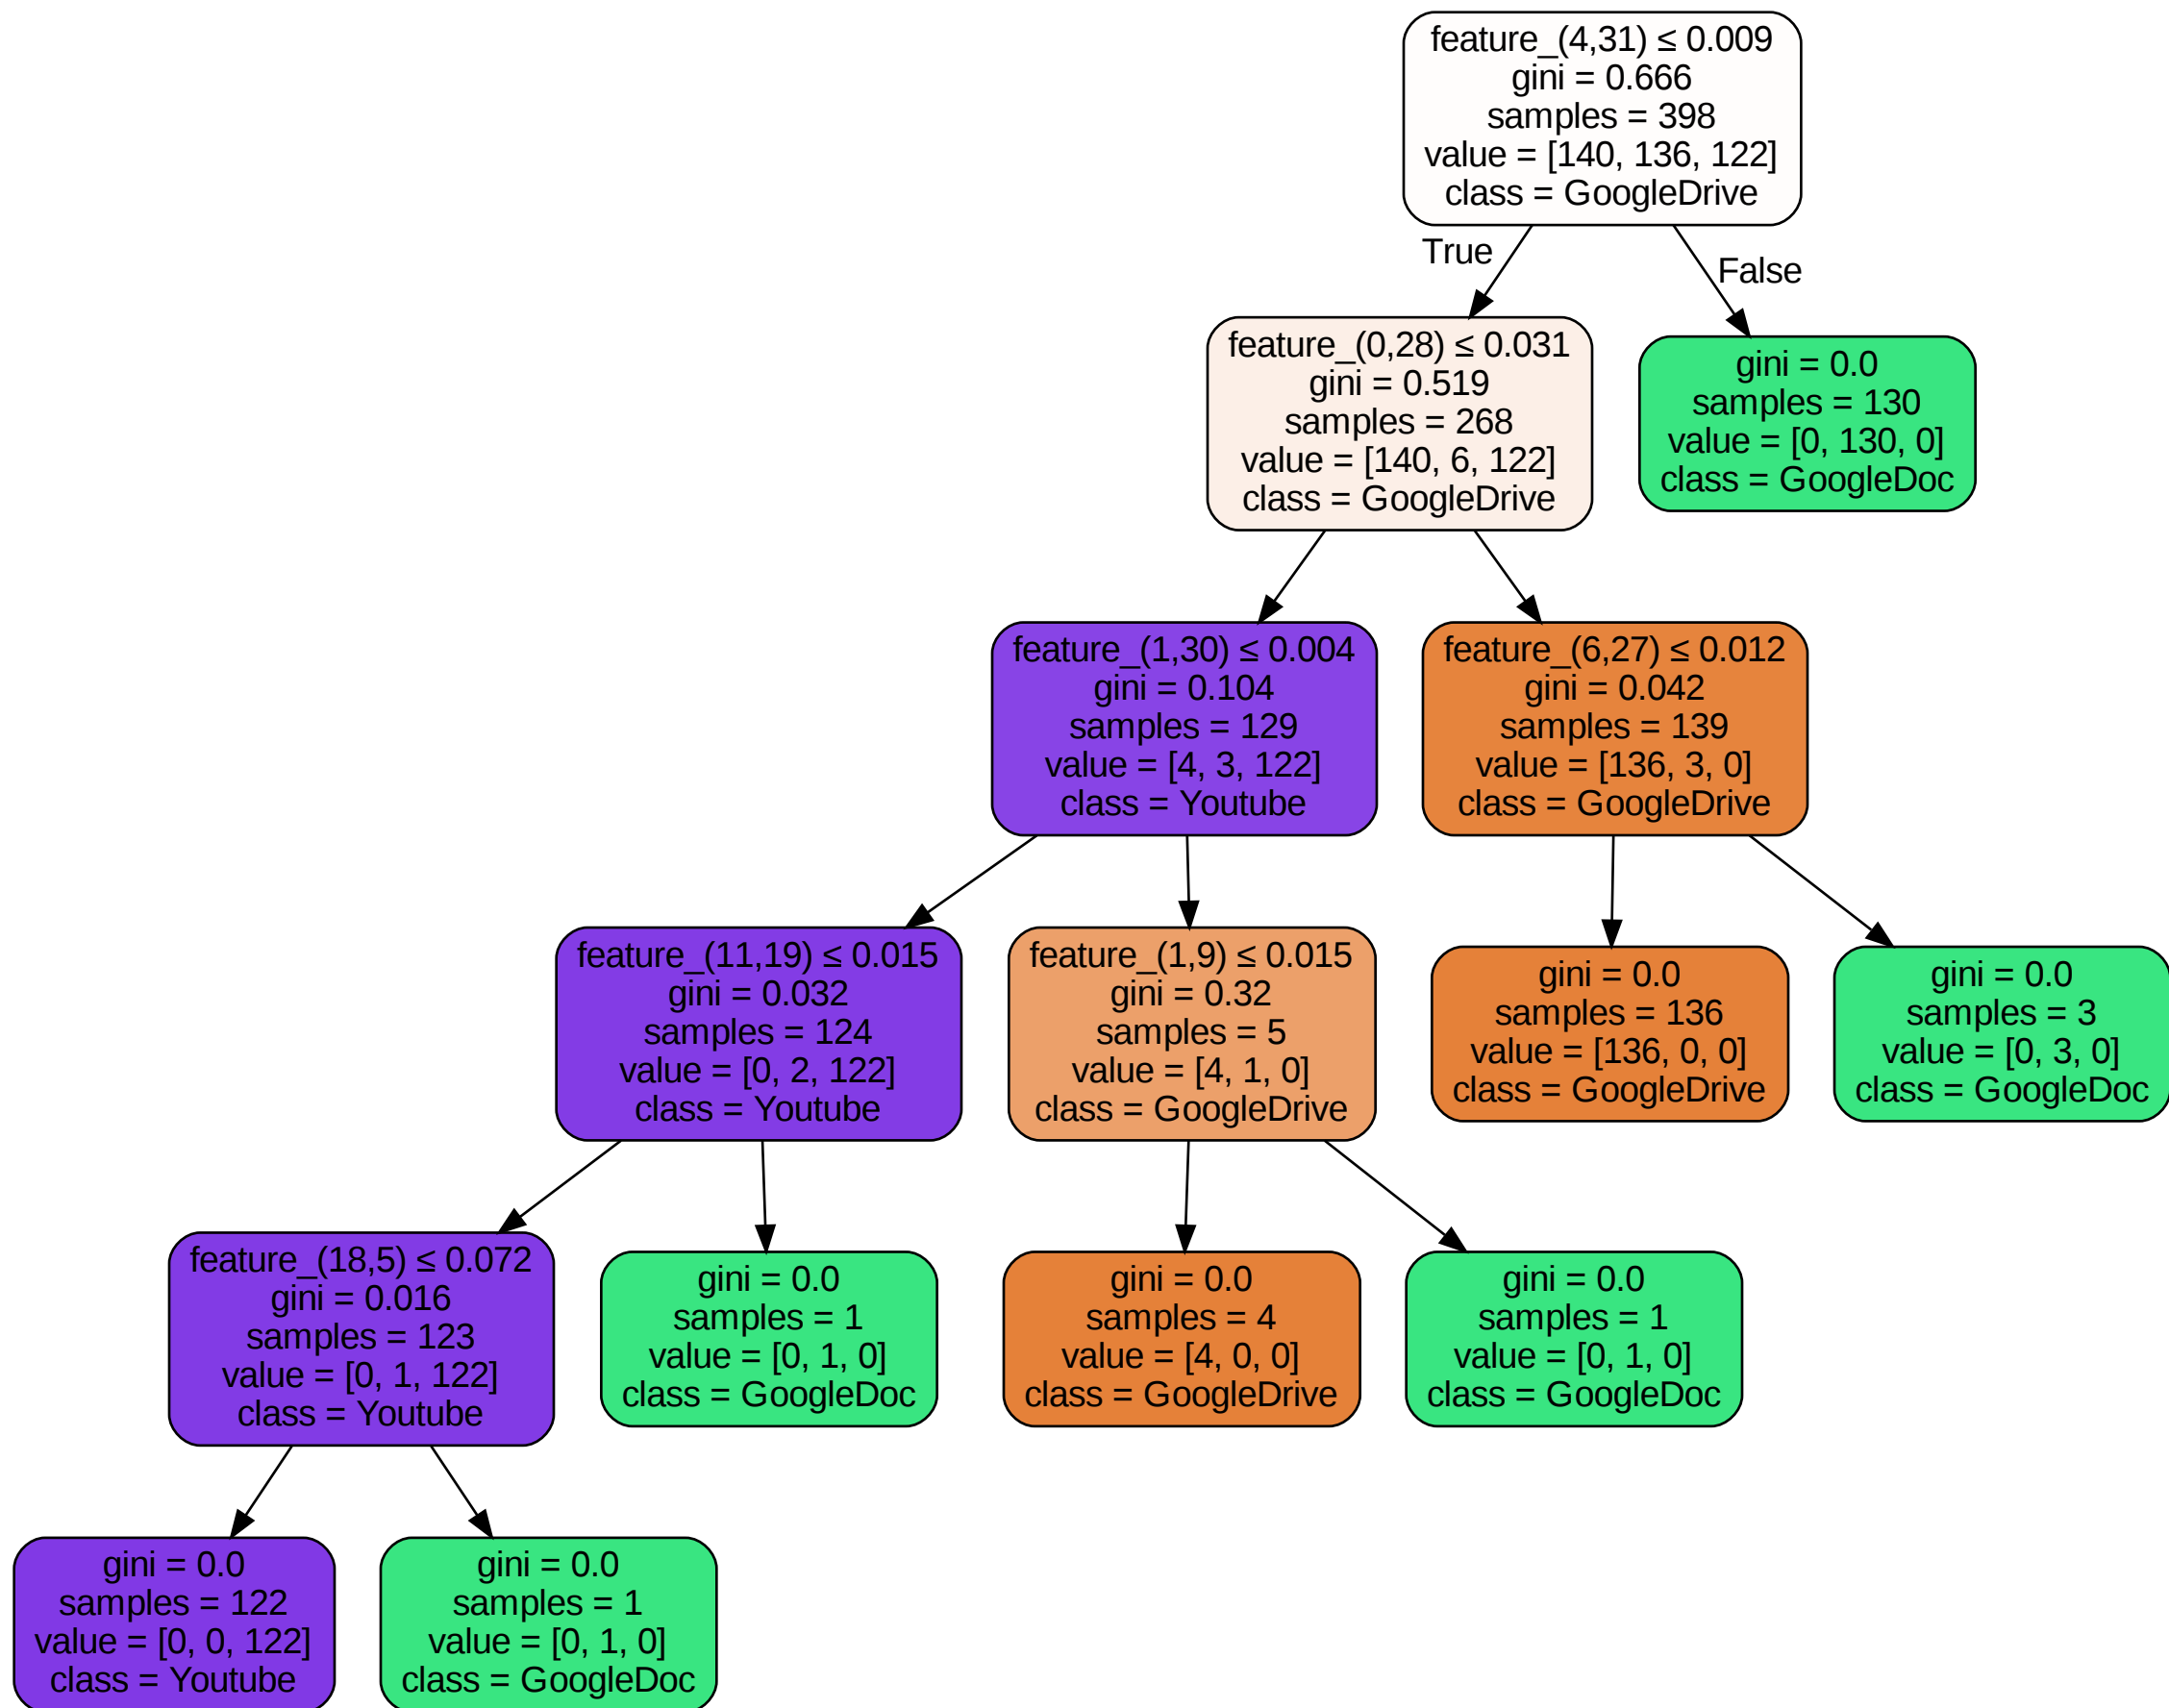 feature_(4,31) ≤ 0.009
gini = 0.666
samples = 398
value = [140, 136, 122]
class = GoogleDrive
True
False
feature_(0,28) ≤ 0.031
gini = 0.519
samples = 268
value = [140, 6, 122]
class = GoogleDrive
gini = 0.0
samples = 130
value = [0, 130, 0]
class = GoogleDoc
feature_(1,30) ≤ 0.004
gini = 0.104
samples = 129
value = [4, 3, 122]
class = Youtube
feature_(6,27) ≤ 0.012
gini = 0.042
samples = 139
value = [136, 3, 0]
class = GoogleDrive
feature_(11,19) ≤ 0.015
gini = 0.032
samples = 124
value = [0, 2, 122]
class = Youtube
feature_(1,9) ≤ 0.015
gini = 0.32
samples = 5
value = [4, 1, 0]
class = GoogleDrive
gini = 0.0
samples = 136
value = [136, 0, 0]
class = GoogleDrive
gini = 0.0
samples = 3
value = [0, 3, 0]
class = GoogleDoc
feature_(18,5) ≤ 0.072
gini = 0.016
samples = 123
value = [0, 1, 122]
class = Youtube
gini = 0.0
samples = 1
value = [0, 1, 0]
class = GoogleDoc
gini = 0.0
samples = 4
value = [4, 0, 0]
class = GoogleDrive
gini = 0.0
samples = 1
value = [0, 1, 0]
class = GoogleDoc
gini = 0.0
samples = 122
value = [0, 0, 122]
class = Youtube
gini = 0.0
samples = 1
value = [0, 1, 0]
class = GoogleDoc